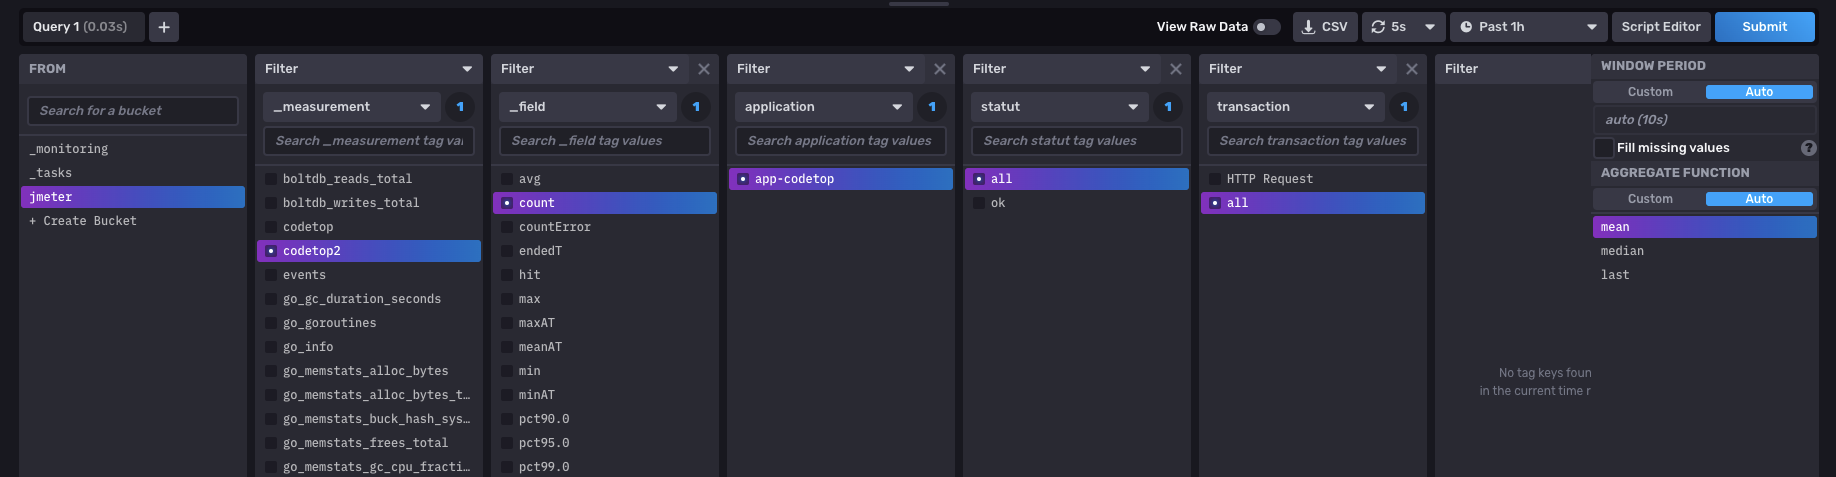 Query 1 (0.03s)
+
View Raw Data
CSV
5s
Past 1h
Script Editor
Submit
FROM
Search for a bucket
_monitoring
_tasks
jmeter
+ Create Bucket
Filter
_measurement
1
Search _measurement tag val
boltdb_reads_total
boltdb_writes_total
codetop
codetop2
events
go_gc_duration_seconds
go_goroutines
go_info
go_memstats_alloc_bytes
go_memstats_alloc_bytes_t…
go_memstats_buck_hash_sys…
go_memstats_frees_total
go_memstats_gc_cpu_fracti…
Filter
_field
1
Search _field tag values
avg
count
countError
endedT
hit
max
maxAT
meanAT
min
minAT
pct90.0
pct95.0
pct99.0
Filter
application
1
Search application tag values
app-codetop
Filter
statut
1
Search statut tag values
all
ok
Filter
transaction
1
Search transaction tag values
HTTP Request
all
Filter
No tag keys foun
in the current time r
WINDOW PERIOD
Custom
Auto
auto (10s)
Fill missing values
?
AGGREGATE FUNCTION
Custom
Auto
mean
median
last